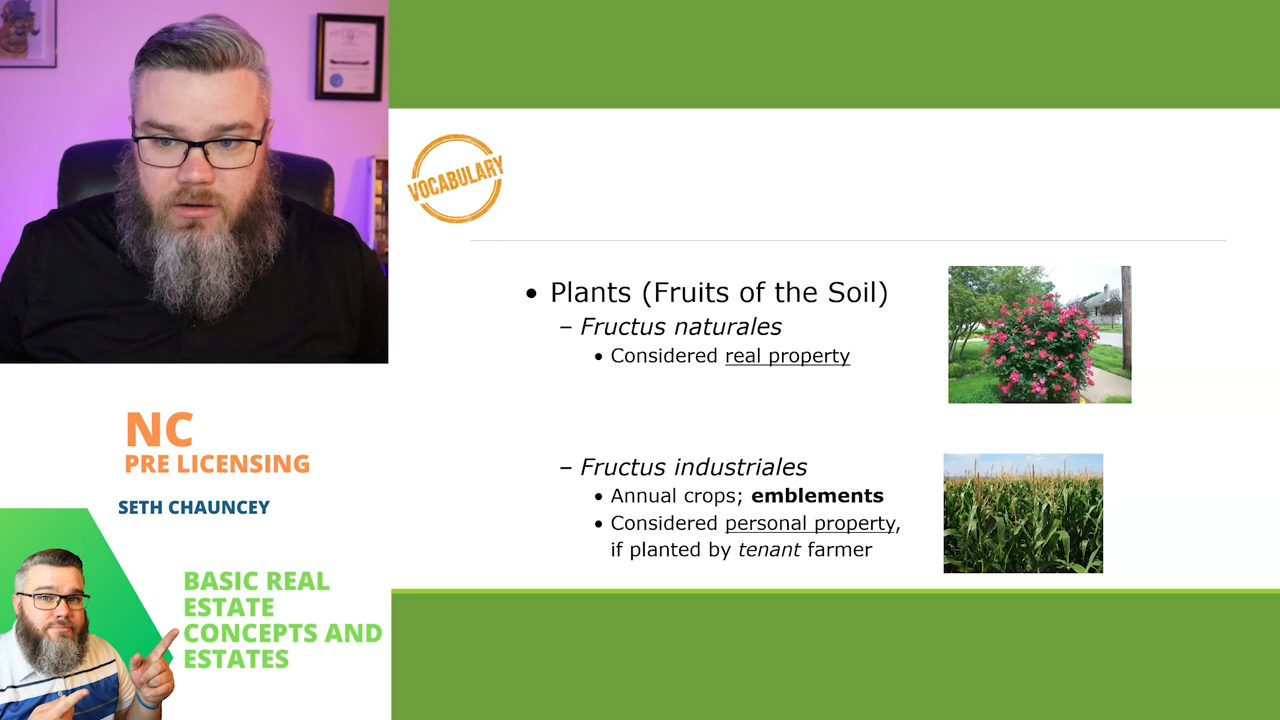 VOCABULARY
• Plants (Fruits of the Soil)
– Fructus naturales
• Considered real property
– Fructus industriales
• Annual crops; emblements
• Considered personal property,
if planted by tenant farmer
NC
PRE LICENSING
SETH CHAUNCEY
BASIC REAL
ESTATE
CONCEPTS AND
ESTATES